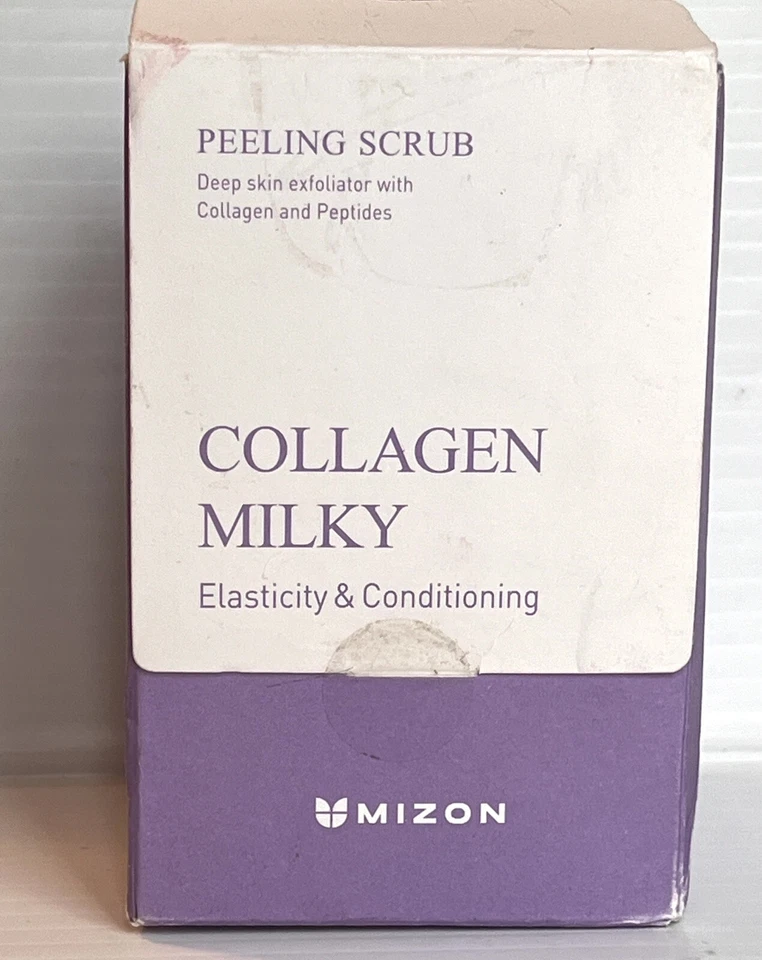 PEELING SCRUB
Deep skin exfoliator with
Collagen and Peptides
COLLAGEN
MILKY
Elasticity & Conditioning
MIZON